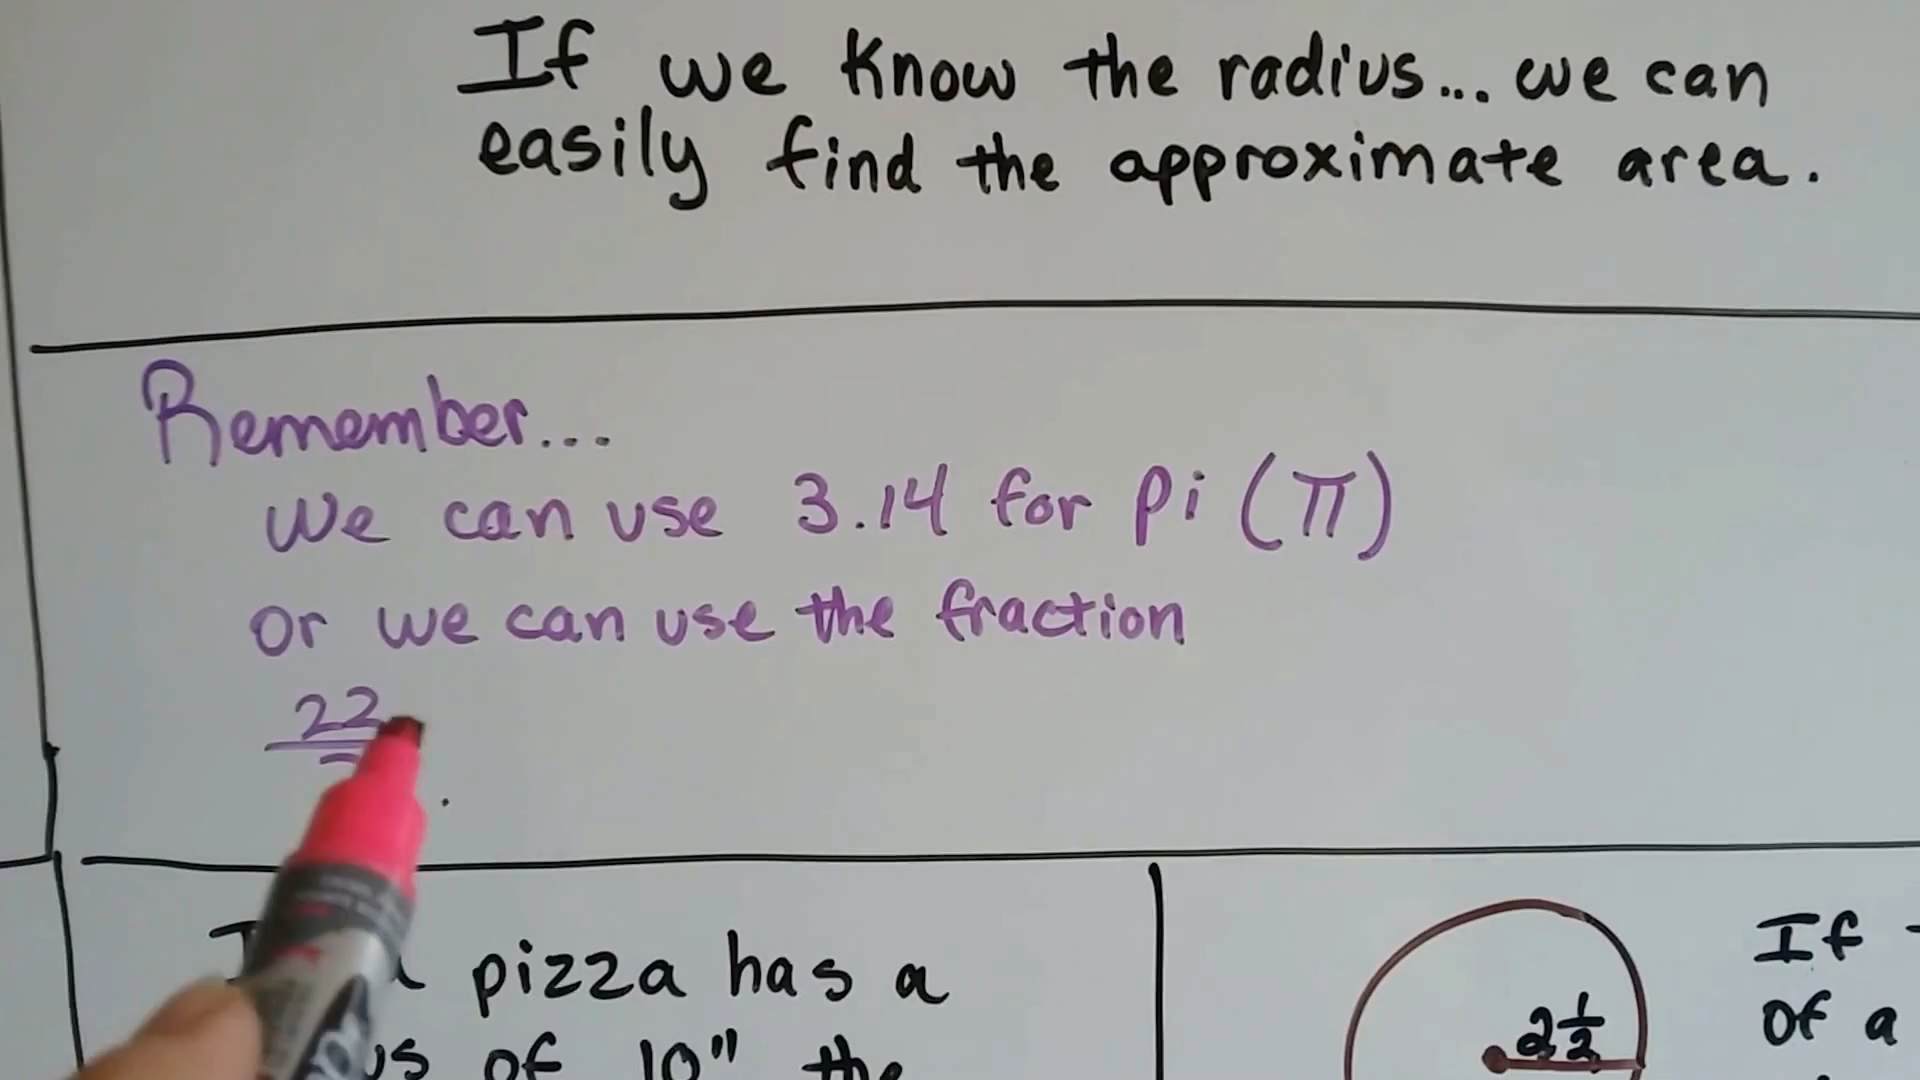 If we know the radius... we can
easily find the approximate area.
Remember...
We can use 3.14 for pi (π)
or we can use the fraction
22
pizza has a
of 10" the
If
of a
2 1/2